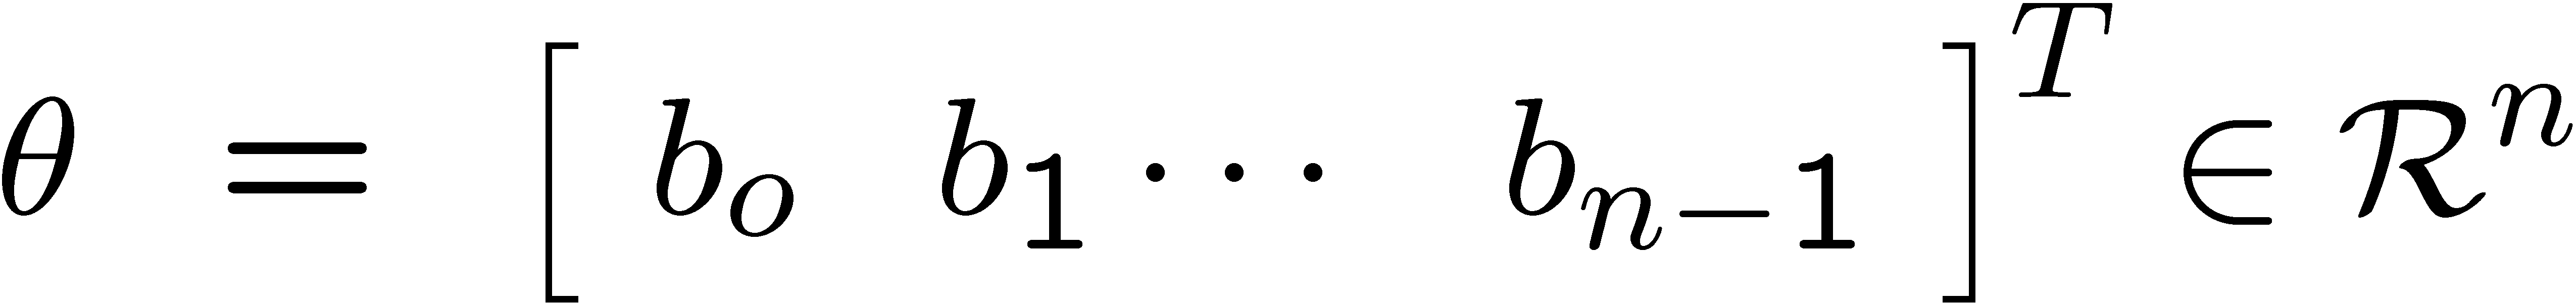 θ = [ b_o b_1 ⋯ b_{n−1} ]^T ∈ ℛ^n